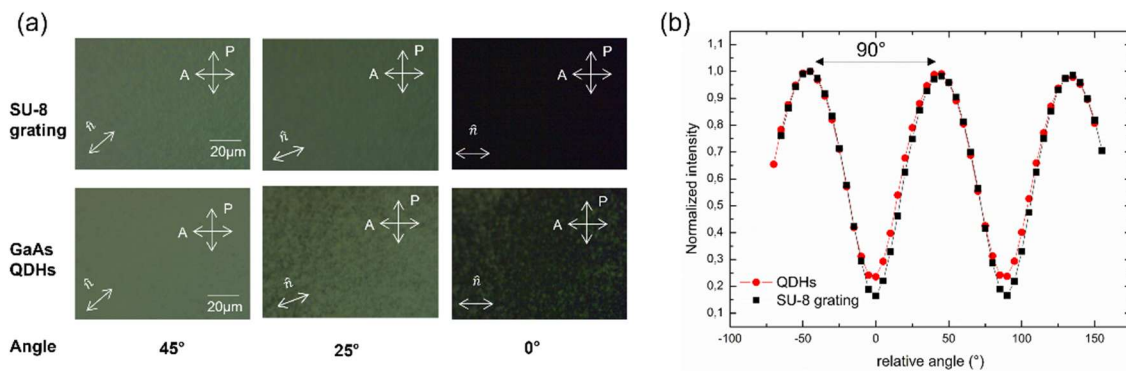 (a)
SU-8
grating
P
A
n̂
20µm
P
A
n̂
P
A
n̂
GaAs
QDHs
P
A
n̂
20µm
P
A
n̂
P
A
n̂
Angle 45° 25° 0°
(b)
90°
Normalized intensity
1,1
1,0
0,9
0,8
0,7
0,6
0,5
0,4
0,3
0,2
0,1
QDHs
SU-8 grating
-100 -50 0 50 100 150
relative angle (°)